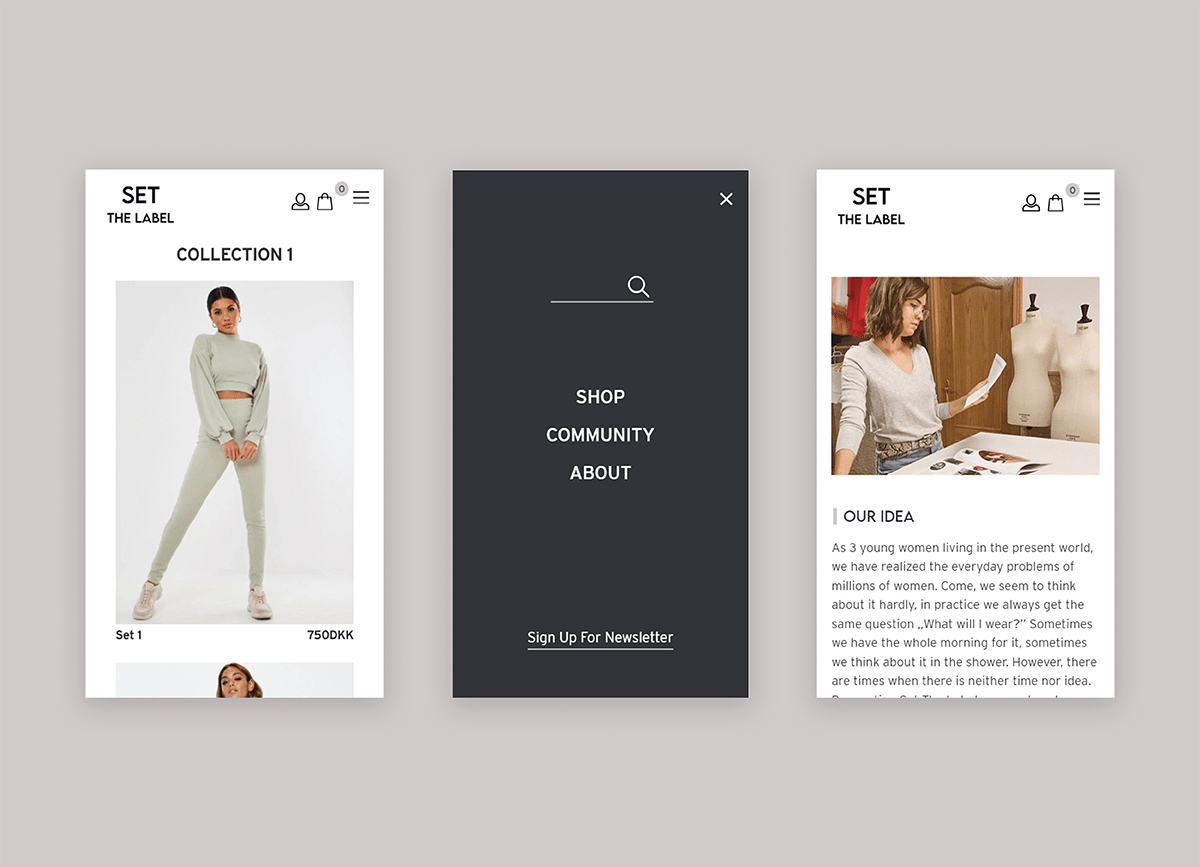 SET
THE LABEL
0
COLLECTION 1
Set 1
750DKK
SHOP
COMMUNITY
ABOUT
Sign Up For Newsletter
SET
THE LABEL
0
OUR IDEA
As 3 young women living in the present world,
we have realized the everyday problems of
millions of women. Come, we seem to think
about it hardly, in practice we always get the
same question „What will I wear?” Sometimes
we have the whole morning for it, sometimes
we think about it in the shower. However, there
are times when there is neither time nor idea.